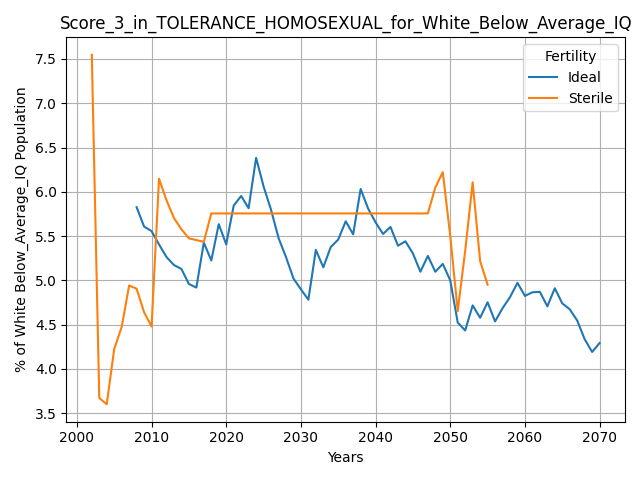 Score_3_in_TOLERANCE_HOMOSEXUAL_for_White_Below_Average_IQ
Fertility
Ideal
Sterile
% of White Below_Average_IQ Population
7.5
7.0
6.5
6.0
5.5
5.0
4.5
4.0
3.5
2000 2010 2020 2030 2040 2050 2060 2070
Years